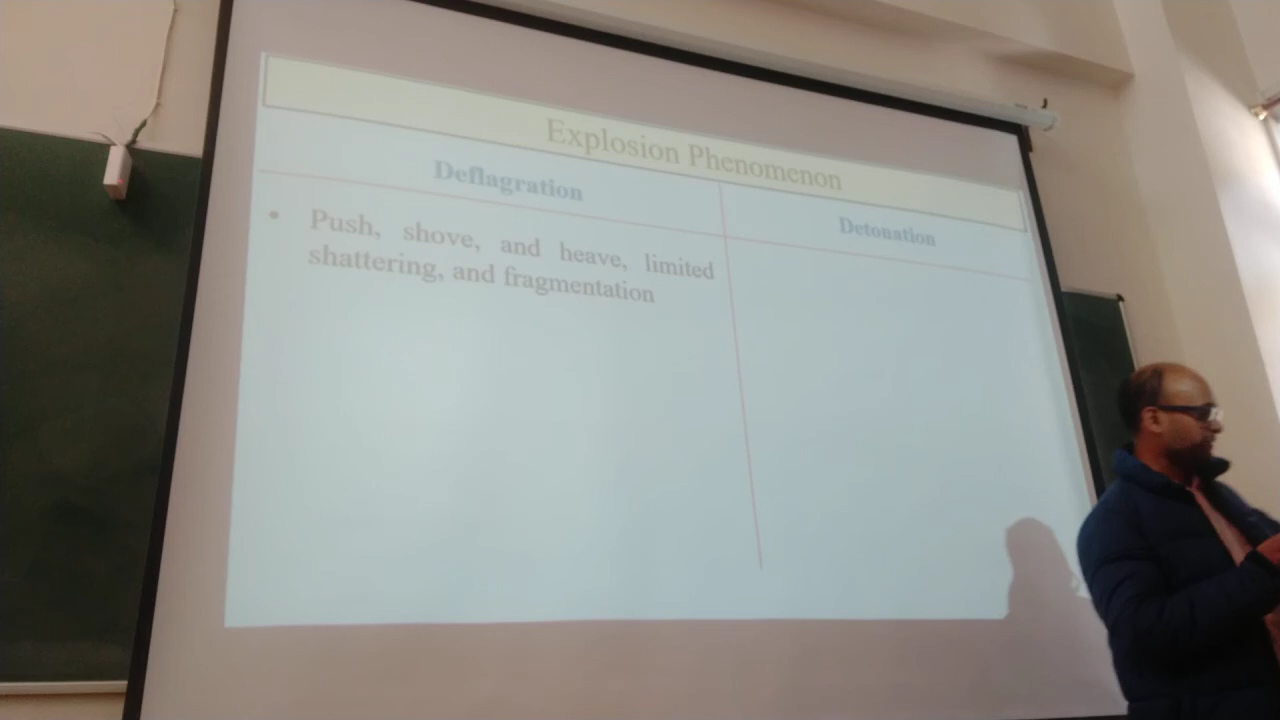 Explosion Phenomenon
Deflagration
Detonation
• Push, shove, and heave, limited
shattering, and fragmentation